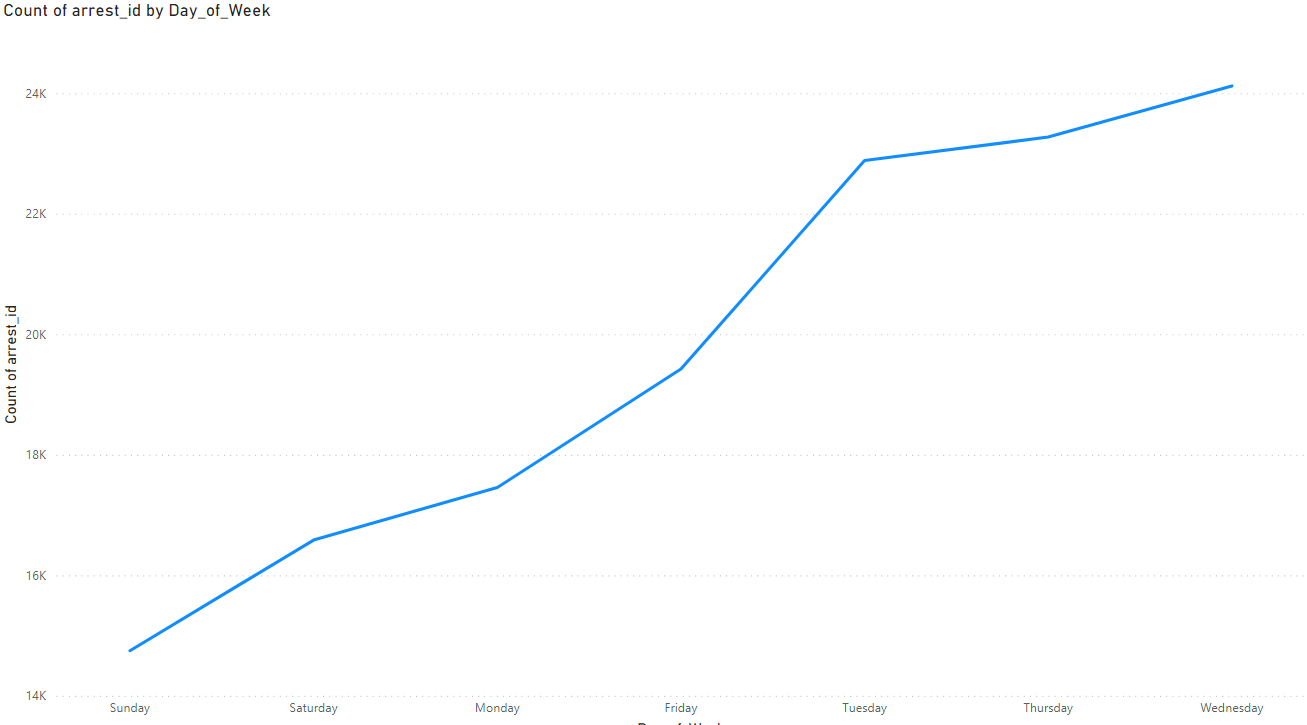 Count of arrest_id by Day_of_Week
Count of arrest_id
24K
22K
20K
18K
16K
14K
Sunday Saturday Monday Friday Tuesday Thursday Wednesday